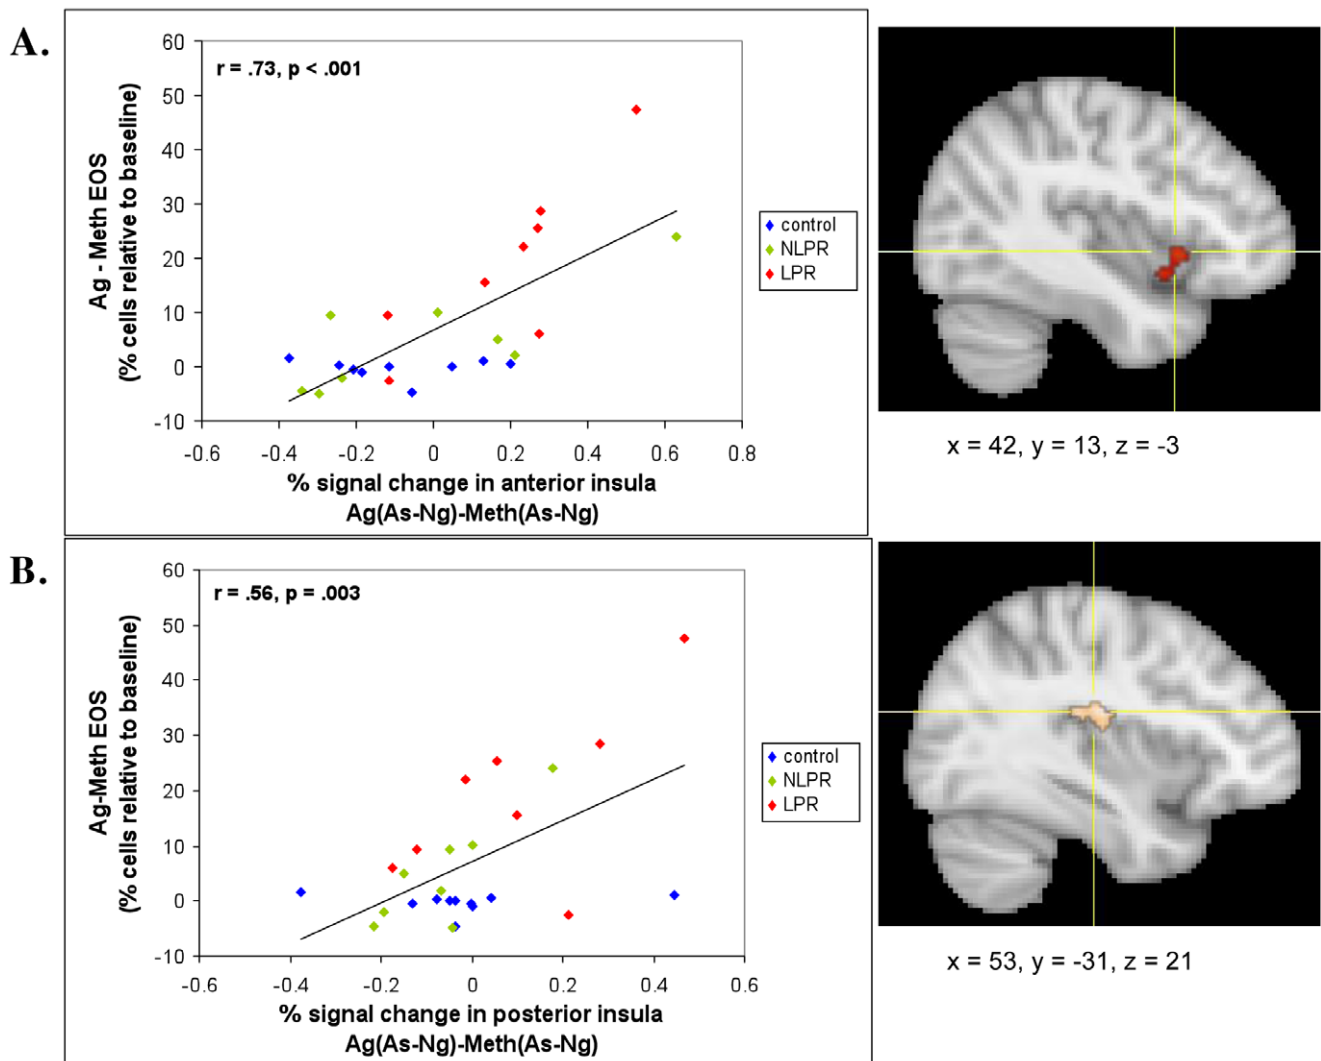 A.
60
50
40
30
20
10
0
-10
Ag - Meth EOS
(% cells relative to baseline)
r = .73, p < .001
-0.6 -0.4 -0.2 0 0.2 0.4 0.6 0.8
% signal change in anterior insula
Ag(As-Ng)-Meth(As-Ng)
control
NLPR
LPR
x = 42, y = 13, z = -3
B.
60
50
40
30
20
10
0
-10
Ag-Meth EOS
(% cells relative to baseline)
r = .56, p = .003
-0.6 -0.4 -0.2 0 0.2 0.4 0.6
% signal change in posterior insula
Ag(As-Ng)-Meth(As-Ng)
control
NLPR
LPR
x = 53, y = -31, z = 21